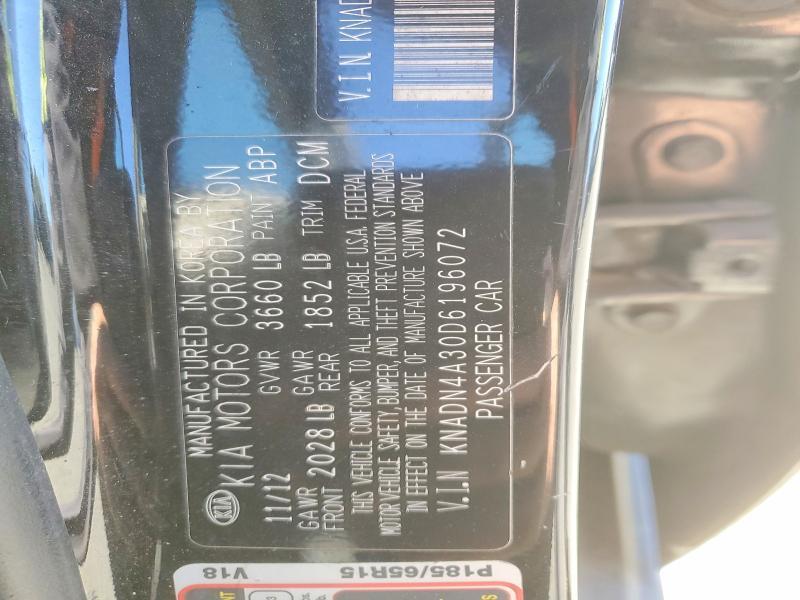 V.I.N KNAD
MANUFACTURED IN KOREA BY
KIA KIA MOTORS CORPORATION
11/12 GVWR 3660 LB PAINT ABP
GAWR FRONT 2028 LB GAWR REAR 1852 LB TRIM DCM
THIS VEHICLE CONFORMS TO ALL APPLICABLE U.S.A. FEDERAL
MOTOR VEHICLE SAFETY, BUMPER, AND THEFT PREVENTION STANDARDS
IN EFFECT ON THE DATE OF MANUFACTURE SHOWN ABOVE
V.I.N KNADN4A30D6196072
PASSENGER CAR
V18
P185/65R15